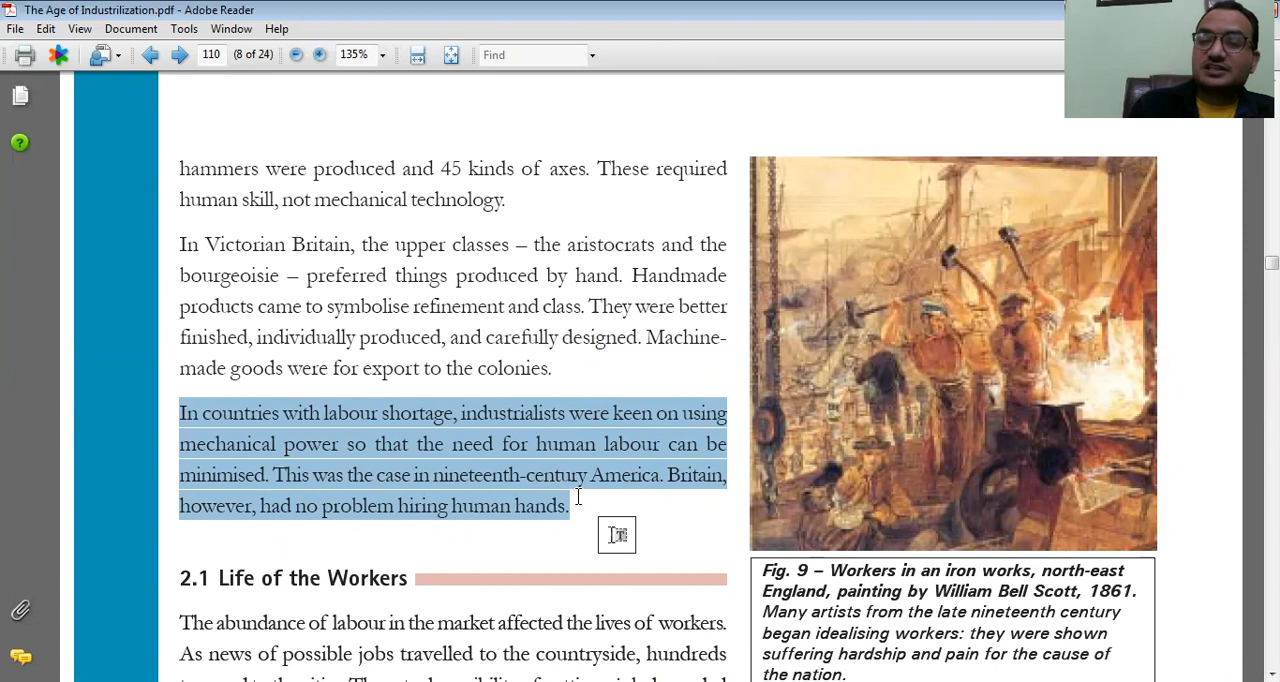 The Age of Industrilization.pdf - Adobe Reader
File Edit View Document Tools Window Help
110 (8 of 24) 135% Find
hammers were produced and 45 kinds of axes. These required
human skill, not mechanical technology.
In Victorian Britain, the upper classes – the aristocrats and the
bourgeoisie – preferred things produced by hand. Handmade
products came to symbolise refinement and class. They were better
finished, individually produced, and carefully designed. Machine-
made goods were for export to the colonies.
In countries with labour shortage, industrialists were keen on using
mechanical power so that the need for human labour can be
minimised. This was the case in nineteenth-century America. Britain,
however, had no problem hiring human hands.
2.1 Life of the Workers
The abundance of labour in the market affected the lives of workers.
As news of possible jobs travelled to the countryside, hundreds
Fig. 9 – Workers in an iron works, north-east
England, painting by William Bell Scott, 1861.
Many artists from the late nineteenth century
began idealising workers: they were shown
suffering hardship and pain for the cause of
the nation.